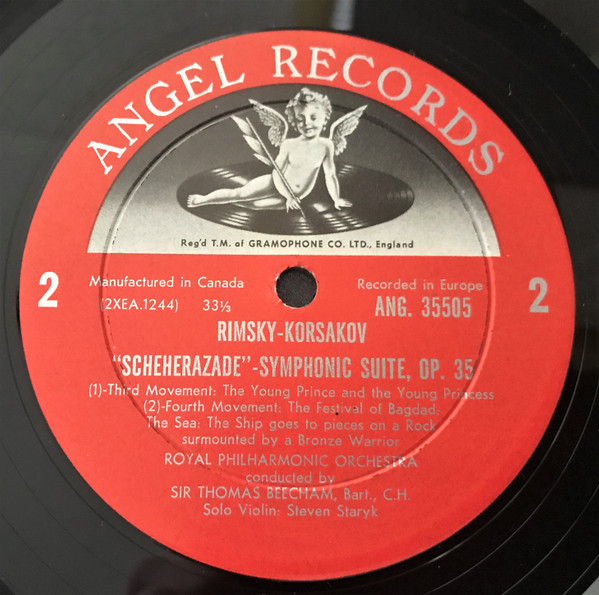 ANGEL RECORDS
Reg'd T.M. of GRAMOPHONE CO. LTD., England
2
2
Manufactured in Canada
Recorded in Europe
(2XEA.1244) 33⅓
ANG. 35505
RIMSKY-KORSAKOV
"SCHEHERAZADE"-SYMPHONIC SUITE, OP. 35
(1)-Third Movement: The Young Prince and the Young Princess
(2)-Fourth Movement: The Festival of Bagdad;
The Sea: The Ship goes to pieces on a Rock
surmounted by a Bronze Warrior
ROYAL PHILHARMONIC ORCHESTRA
conducted by
SIR THOMAS BEECHAM, Bart., C.H.
Solo Violin: Steven Staryk